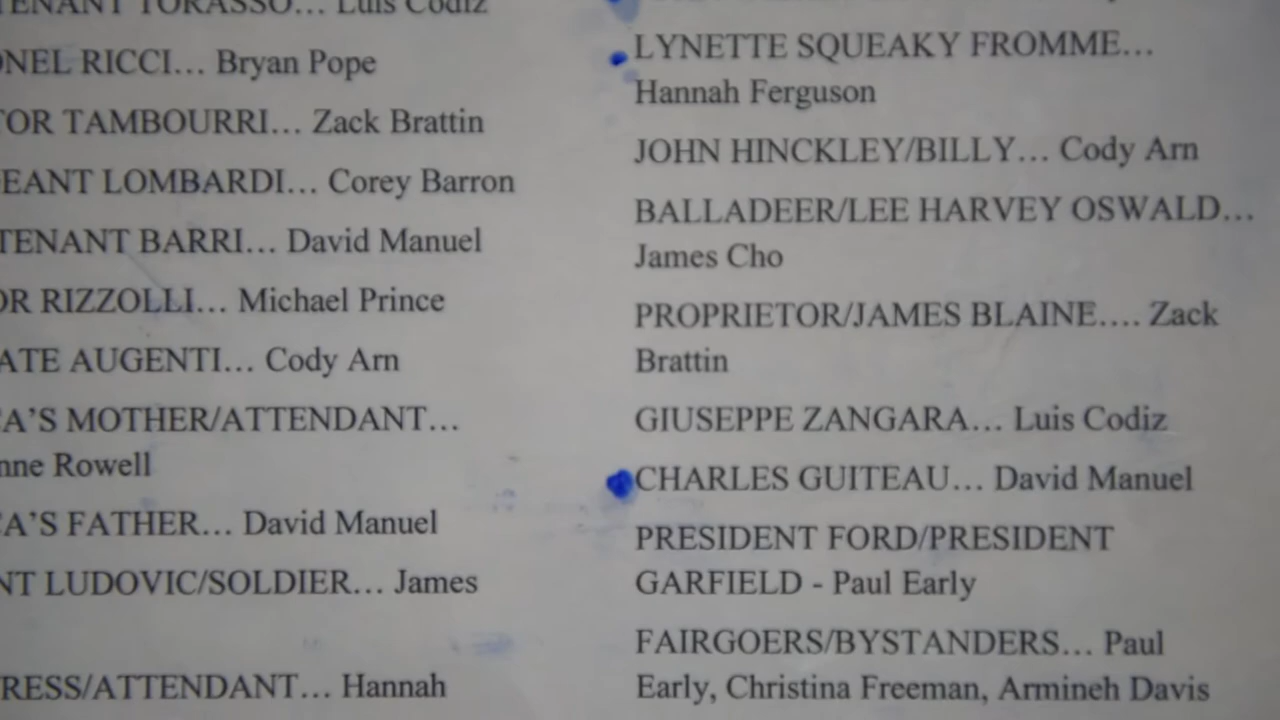 TENANT TORASSO... Luis Codiz
ONEL RICCI... Bryan Pope
TOR TAMBOURRI... Zack Brattin
EANT LOMBARDI... Corey Barron
TENANT BARRI... David Manuel
OR RIZZOLLI... Michael Prince
ATE AUGENTI... Cody Arn
A'S MOTHER/ATTENDANT...
nne Rowell
A'S FATHER... David Manuel
NT LUDOVIC/SOLDIER... James
RESS/ATTENDANT... Hannah
LYNETTE SQUEAKY FROMME...
Hannah Ferguson
JOHN HINCKLEY/BILLY... Cody Arn
BALLADEER/LEE HARVEY OSWALD...
James Cho
PROPRIETOR/JAMES BLAINE.... Zack
Brattin
GIUSEPPE ZANGARA... Luis Codiz
CHARLES GUITEAU... David Manuel
PRESIDENT FORD/PRESIDENT
GARFIELD - Paul Early
FAIRGOERS/BYSTANDERS... Paul
Early, Christina Freeman, Armineh Davis